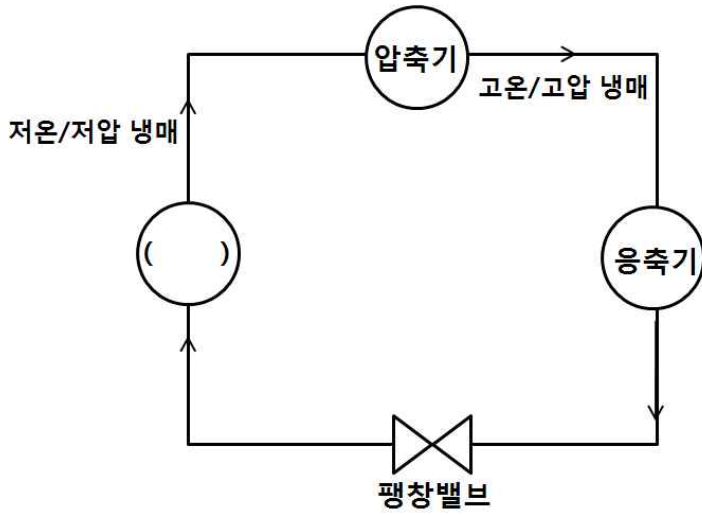 압축기
고온/고압 냉매
저온/저압 냉매
(        )
응축기
팽창밸브